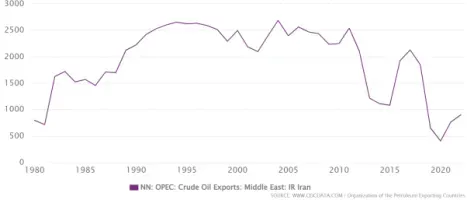 3000
2500
2000
1500
1000
500
0
1980 1985 1990 1995 2000 2005 2010 2015 2020
NN: OPEC: Crude Oil Exports: Middle East: IR Iran
SOURCE: WWW.CEICDATA.COM | Organization of the Petroleum Exporting Countries